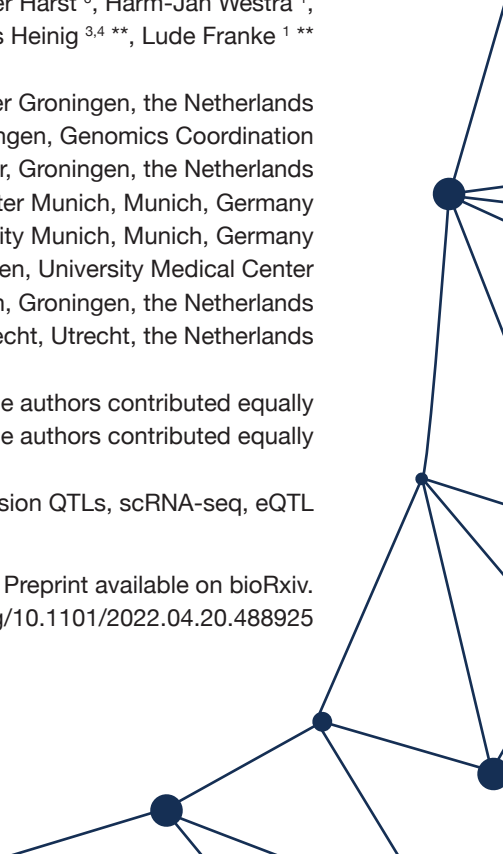 er Harst ⁶, Harm-Jan Westra ¹,
s Heinig ³,⁴ **, Lude Franke ¹ **
er Groningen, the Netherlands
ngen, Genomics Coordination
r, Groningen, the Netherlands
ter Munich, Munich, Germany
ity Munich, Munich, Germany
en, University Medical Center
n, Groningen, the Netherlands
echt, Utrecht, the Netherlands
e authors contributed equally
e authors contributed equally
sion QTLs, scRNA-seq, eQTL
Preprint available on bioRxiv.
g/10.1101/2022.04.20.488925